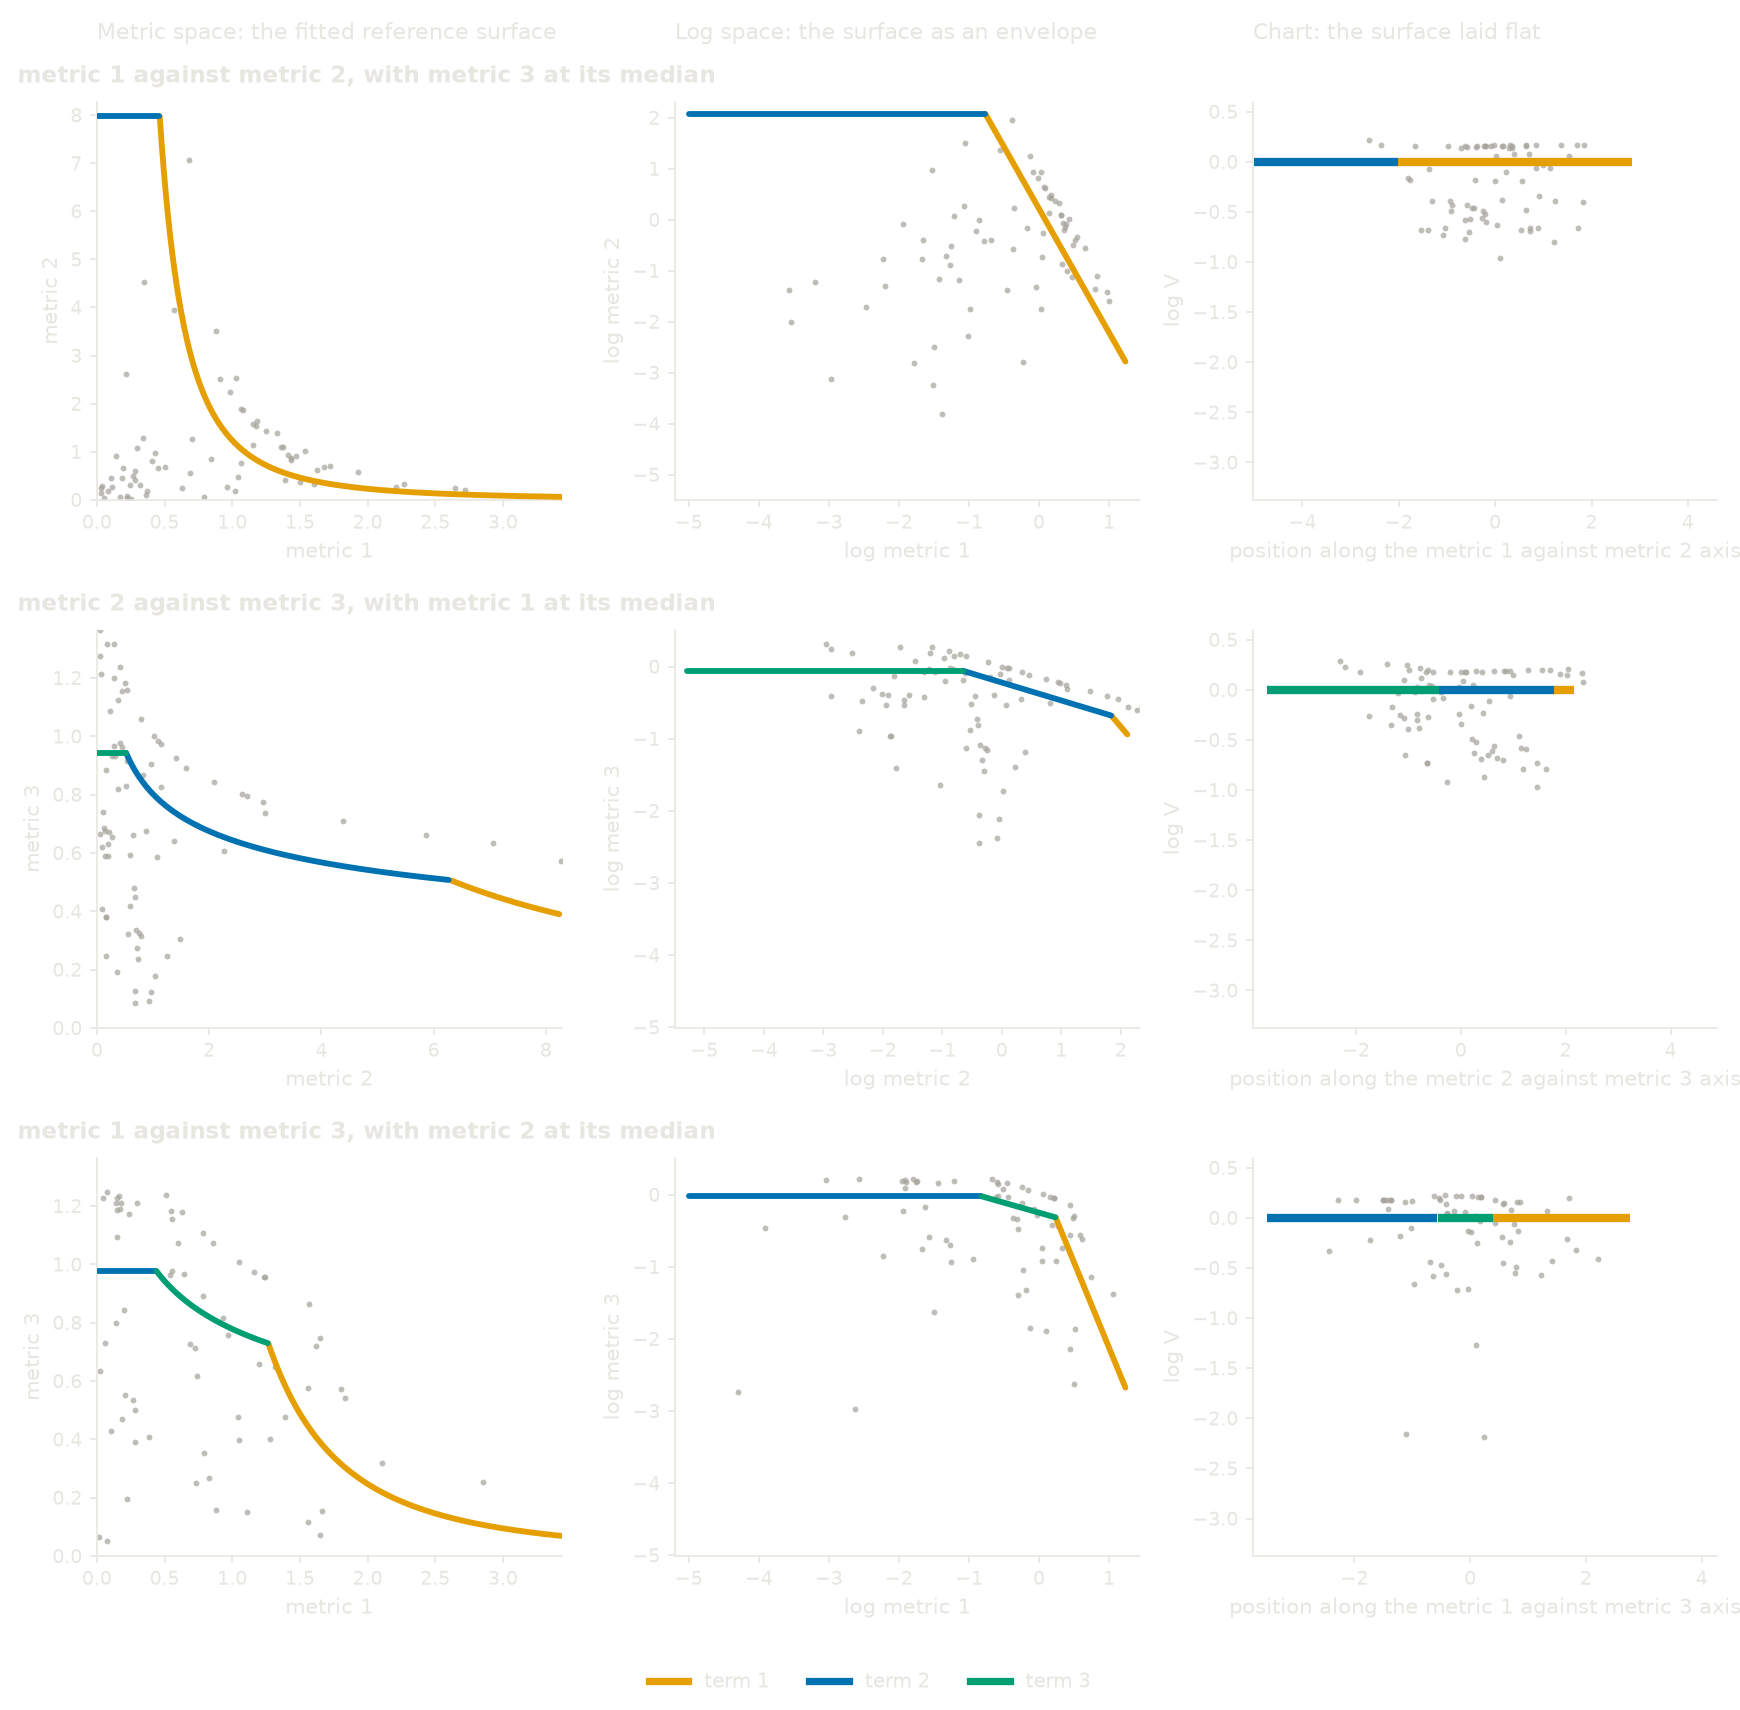 Metric space: the fitted reference surface
Log space: the surface as an envelope
Chart: the surface laid flat
metric 1 against metric 2, with metric 3 at its median
8
7
6
5
4
3
2
1
0
metric 2
0.0 0.5 1.0 1.5 2.0 2.5 3.0
metric 1
2
1
0
−1
−2
−3
−4
−5
log metric 2
−5 −4 −3 −2 −1 0 1
log metric 1
0.5
0.0
−0.5
−1.0
−1.5
−2.0
−2.5
−3.0
log V
−4 −2 0 2 4
position along the metric 1 against metric 2 axis
metric 2 against metric 3, with metric 1 at its median
1.2
1.0
0.8
0.6
0.4
0.2
0.0
metric 3
0 2 4 6 8
metric 2
0
−1
−2
−3
−4
−5
log metric 3
−5 −4 −3 −2 −1 0 1 2
log metric 2
0.5
0.0
−0.5
−1.0
−1.5
−2.0
−2.5
−3.0
log V
−2 0 2 4
position along the metric 2 against metric 3 axis
metric 1 against metric 3, with metric 2 at its median
1.2
1.0
0.8
0.6
0.4
0.2
0.0
metric 3
0.0 0.5 1.0 1.5 2.0 2.5 3.0
metric 1
0
−1
−2
−3
−4
−5
log metric 3
−5 −4 −3 −2 −1 0 1
log metric 1
0.5
0.0
−0.5
−1.0
−1.5
−2.0
−2.5
−3.0
log V
−2 0 2 4
position along the metric 1 against metric 3 axis
term 1 term 2 term 3